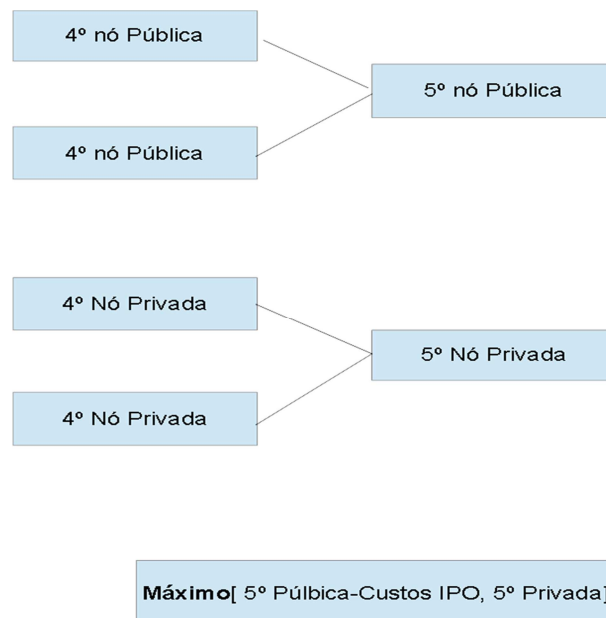 4º nó Pública
5º nó Pública
4º nó Pública
4º Nó Privada
5º Nó Privada
4º Nó Privada
Máximo[ 5º Púlbica-Custos IPO, 5º Privada]